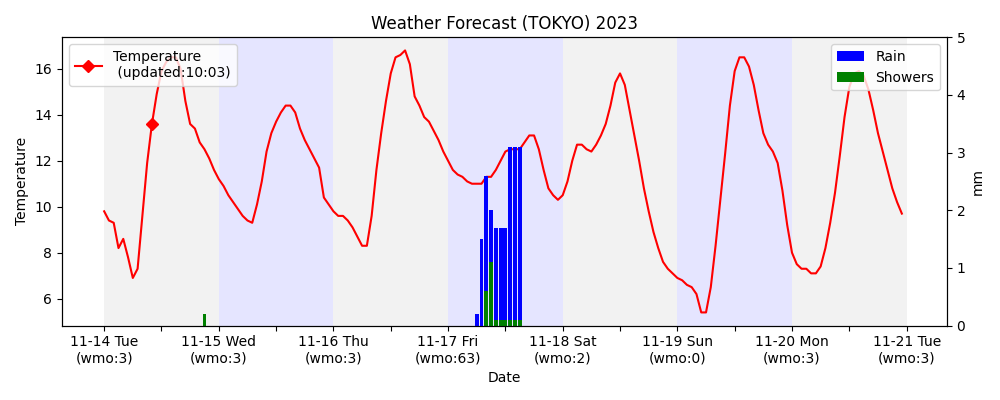 Weather Forecast (TOKYO) 2023
Temperature
(updated:10:03)
Rain
Showers
Temperature
16
14
12
10
8
6
5
4
3
2
1
0
mm
11-14 Tue
(wmo:3)
11-15 Wed
(wmo:3)
11-16 Thu
(wmo:3)
11-17 Fri
(wmo:63)
11-18 Sat
(wmo:2)
11-19 Sun
(wmo:0)
11-20 Mon
(wmo:3)
11-21 Tue
(wmo:3)
Date